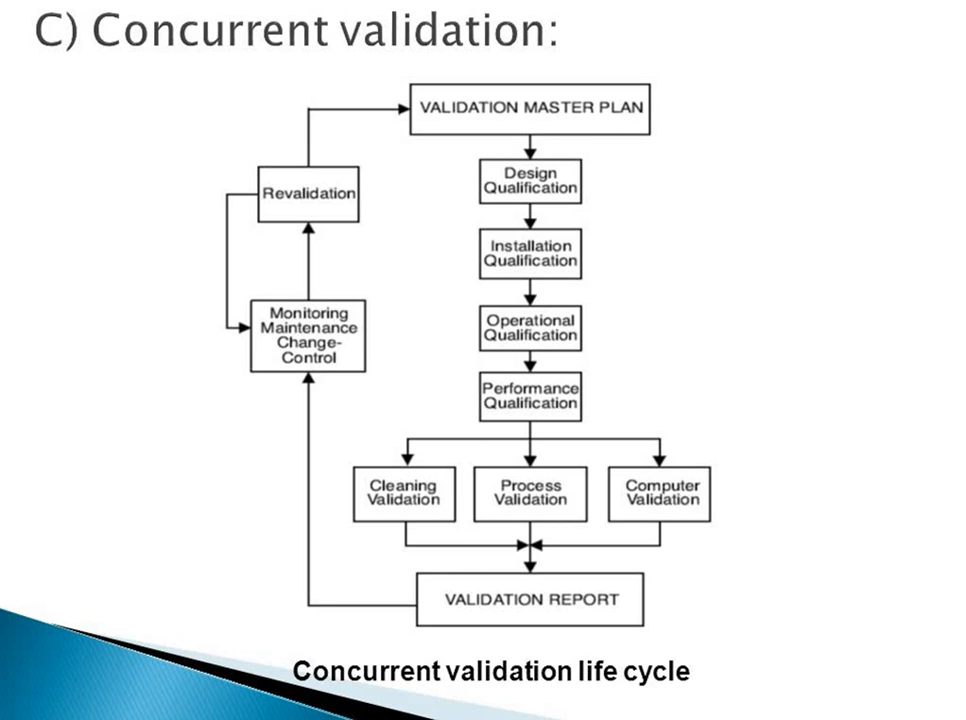 C) Concurrent validation:
VALIDATION MASTER PLAN
Design
Qualification
Revalidation
Installation
Qualification
Monitoring
Maintenance
Change-
Control
Operational
Qualification
Performance
Qualification
Cleaning
Validation
Process
Validation
Computer
Validation
VALIDATION REPORT
Concurrent validation life cycle